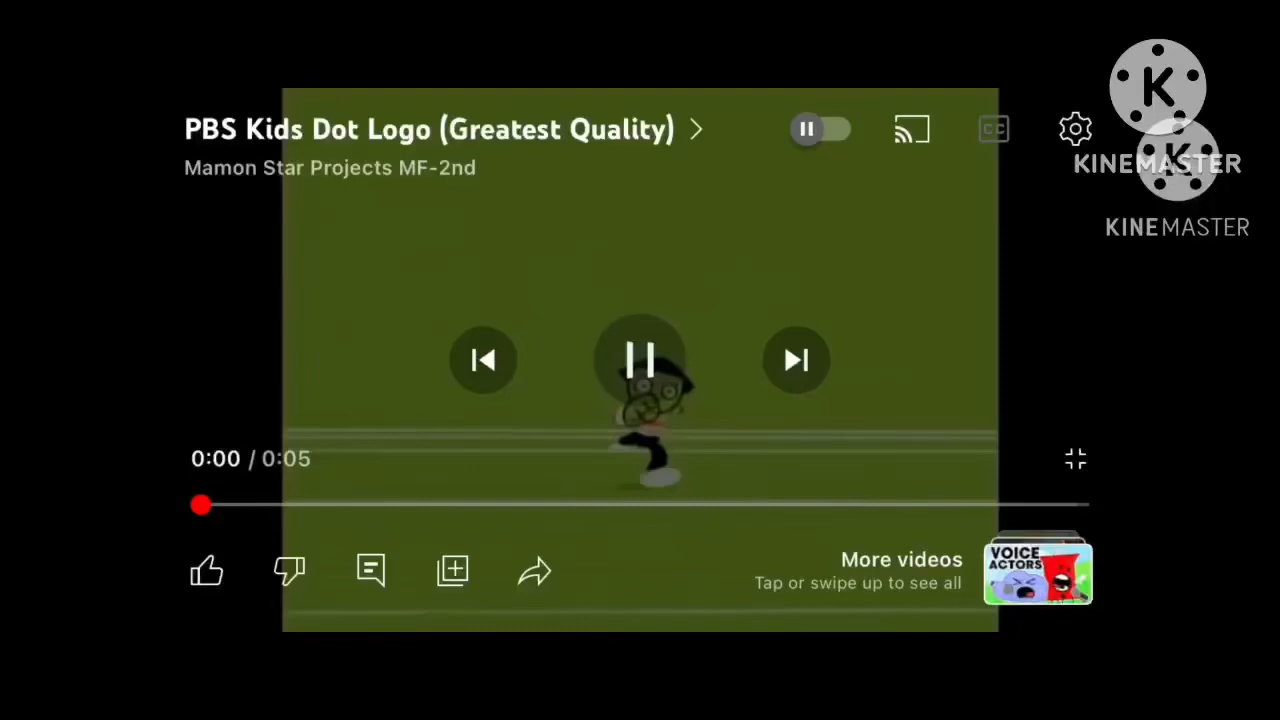 PBS Kids Dot Logo (Greatest Quality)
Mamon Star Projects MF-2nd
CC
K
KINEMASTER
K
KINEMASTER
0:00 / 0:05
More videos
Tap or swipe up to see all
VOICE
ACTORS